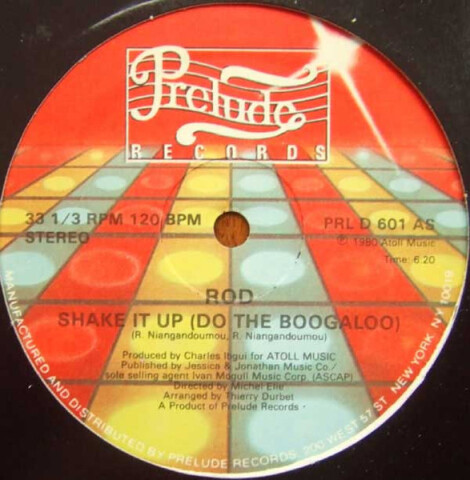 Prelude
RECORDS
33 1/3 RPM 120 BPM
STEREO
PRL D 601 AS
℗ 1980 Atoll Music
Time: 6:20
ROD
SHAKE IT UP (DO THE BOOGALOO)
(R. Niangandoumou, R. Niangandoumou)
Produced by Charles Ibgui for ATOLL MUSIC
Published by Jessica & Jonathan Music Co./
sole selling agent Ivan Mogull Music Corp. (ASCAP)
Directed by Michel Elie
Arranged by Thierry Durbet
A Product of Prelude Records
MANUFACTURED AND DISTRIBUTED BY PRELUDE RECORDS, 200 WEST 57 ST NEW YORK, NY 10019